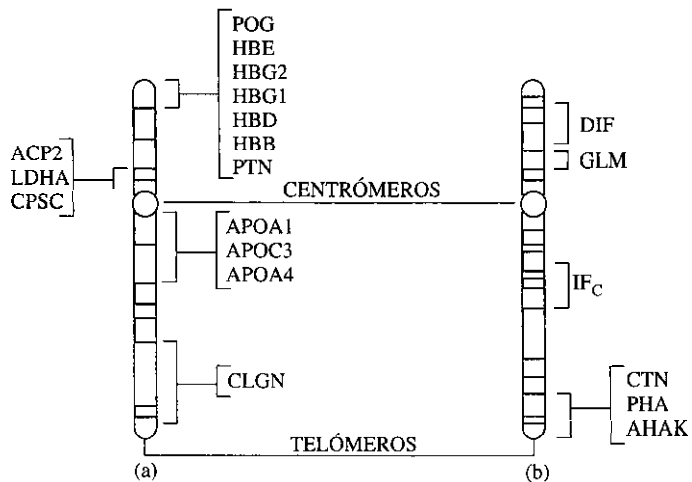 POG
HBE
HBG2
HBG1
HBD
HBB
PTN
ACP2
LDHA
CPSC
CENTRÓMEROS
DIF
GLM
APOA1
APOC3
APOA4
IF_C
CLGN
CTN
PHA
AHAK
TELÓMEROS
(a)
(b)